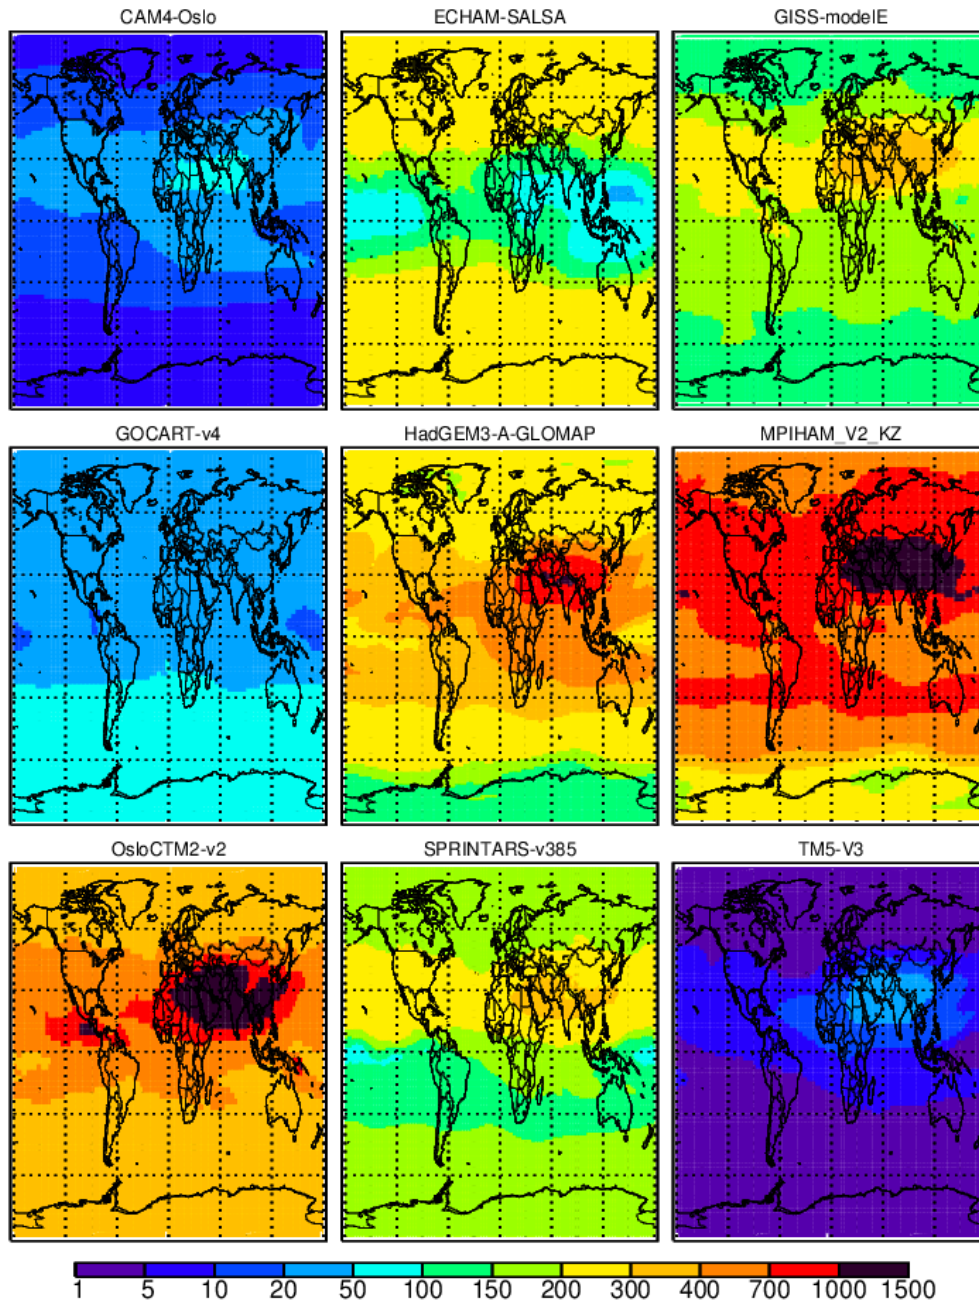 CAM4-Oslo ECHAM-SALSA GISS-modelE
GOCART-v4 HadGEM3-A-GLOMAP MPIHAM_V2_KZ
OsloCTM2-v2 SPRINTARS-v385 TM5-V3
1 5 10 20 50 100 150 200 300 400 700 1000 1500